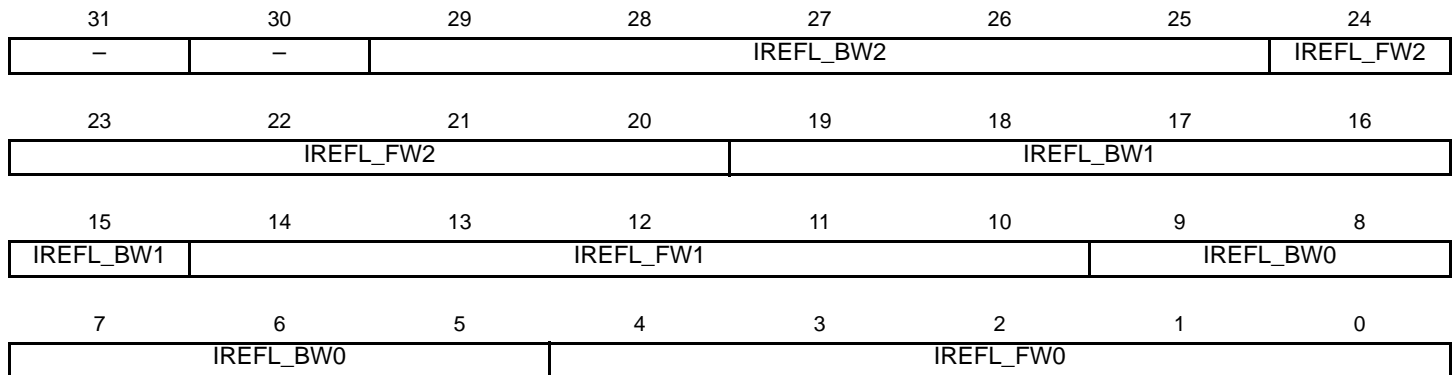 31 30 29 28 27 26 25 24
– – IREFL_BW2 IREFL_FW2
23 22 21 20 19 18 17 16
IREFL_FW2 IREFL_BW1
15 14 13 12 11 10 9 8
IREFL_BW1 IREFL_FW1 IREFL_BW0
7 6 5 4 3 2 1 0
IREFL_BW0 IREFL_FW0